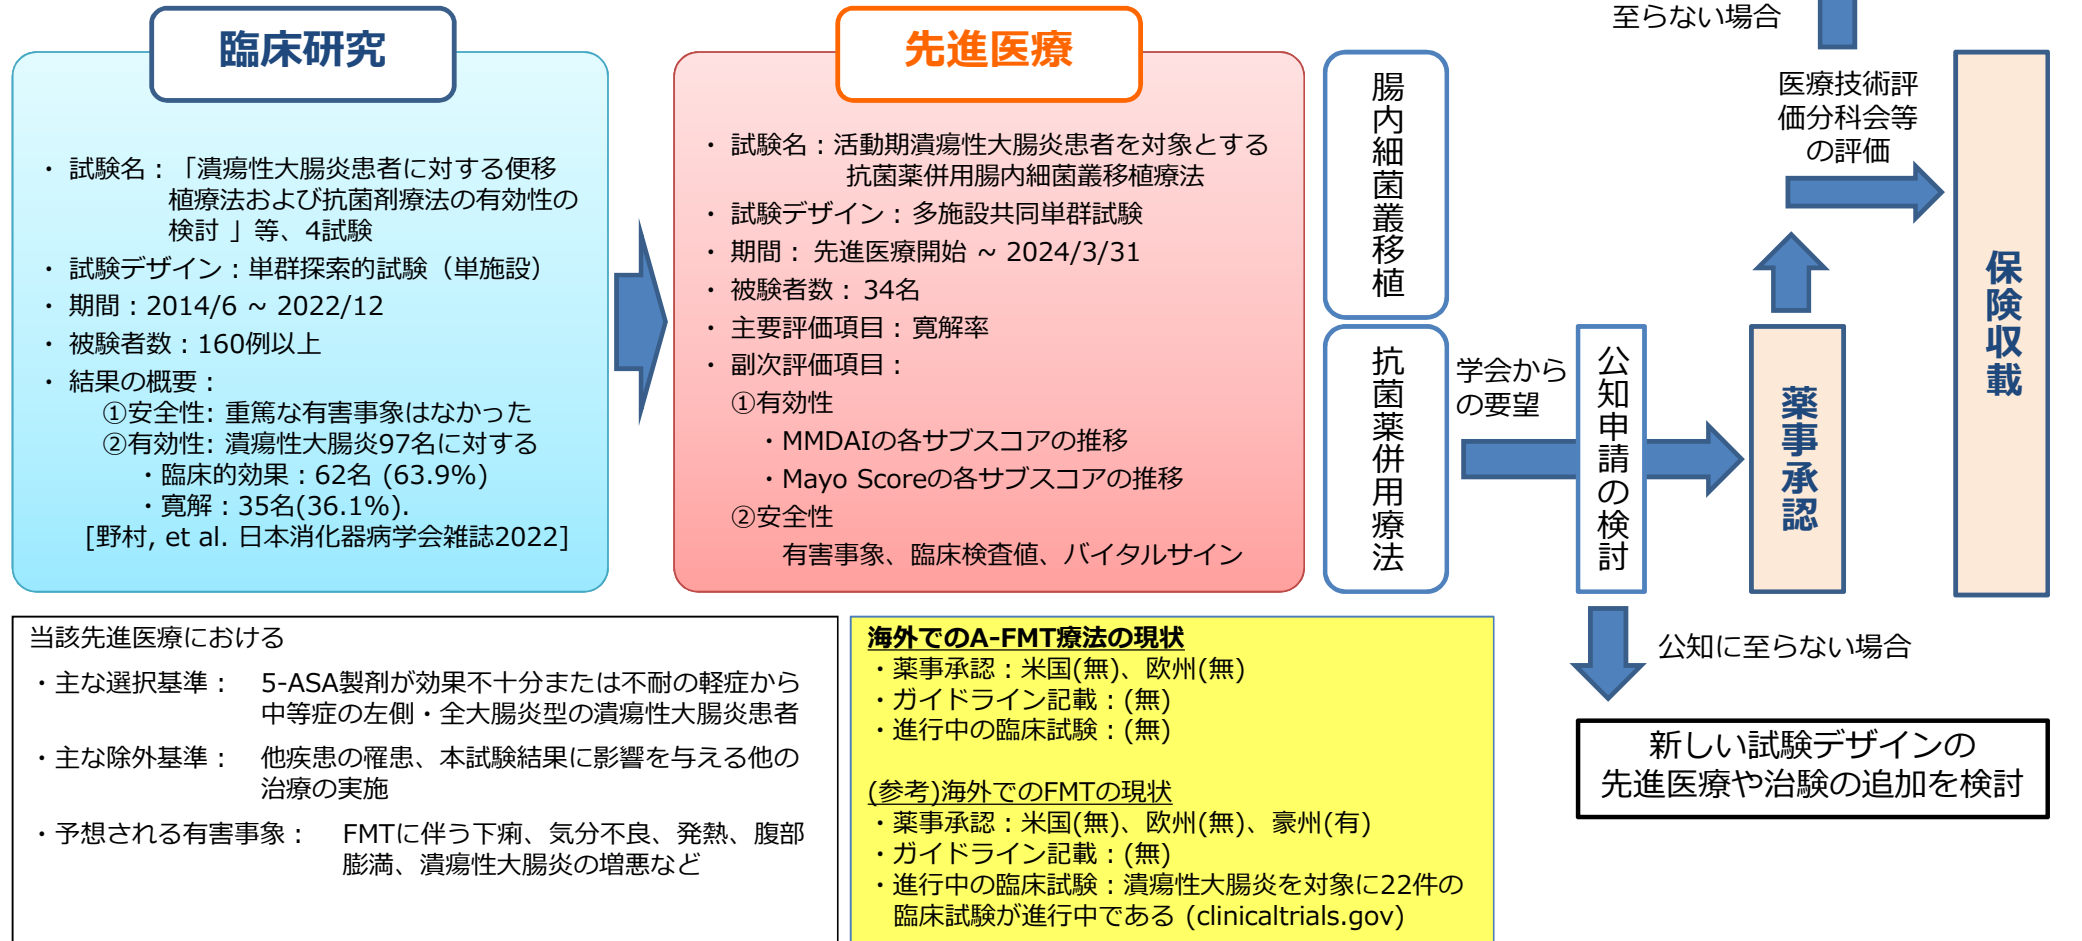 至らない場合
臨床研究
・ 試験名：「潰瘍性大腸炎患者に対する便移
植療法および抗菌剤療法の有効性の
検討 」等、4試験
・ 試験デザイン：単群探索的試験（単施設）
・ 期間：2014/6 ~ 2022/12
・ 被験者数：160例以上
・ 結果の概要：
①安全性: 重篤な有害事象はなかった
②有効性: 潰瘍性大腸炎97名に対する
・臨床的効果：62名 (63.9%)
・寛解：35名(36.1%).
[野村, et al. 日本消化器病学会雑誌2022]
先進医療
・ 試験名：活動期潰瘍性大腸炎患者を対象とする
抗菌薬併用腸内細菌叢移植療法
・ 試験デザイン：多施設共同単群試験
・ 期間： 先進医療開始 ~ 2024/3/31
・ 被験者数：34名
・ 主要評価項目：寛解率
・ 副次評価項目：
①有効性
・MMDAIの各サブスコアの推移
・Mayo Scoreの各サブスコアの推移
②安全性
有害事象、臨床検査値、バイタルサイン
腸内細菌叢移植
抗菌薬併用療法
学会から
の要望
公知申請の検討
薬事承認
医療技術評
価分科会等
の評価
保険収載
公知に至らない場合
新しい試験デザインの
先進医療や治験の追加を検討
当該先進医療における
・主な選択基準： 5-ASA製剤が効果不十分または不耐の軽症から
中等症の左側・全大腸炎型の潰瘍性大腸炎患者
・主な除外基準： 他疾患の罹患、本試験結果に影響を与える他の
治療の実施
・予想される有害事象： FMTに伴う下痢、気分不良、発熱、腹部
膨満、潰瘍性大腸炎の増悪など
海外でのA-FMT療法の現状
・薬事承認：米国(無)、欧州(無)
・ガイドライン記載：(無)
・進行中の臨床試験：(無)
(参考)海外でのFMTの現状
・薬事承認：米国(無)、欧州(無)、豪州(有)
・ガイドライン記載：(無)
・進行中の臨床試験：潰瘍性大腸炎を対象に22件の
臨床試験が進行中である (clinicaltrials.gov)